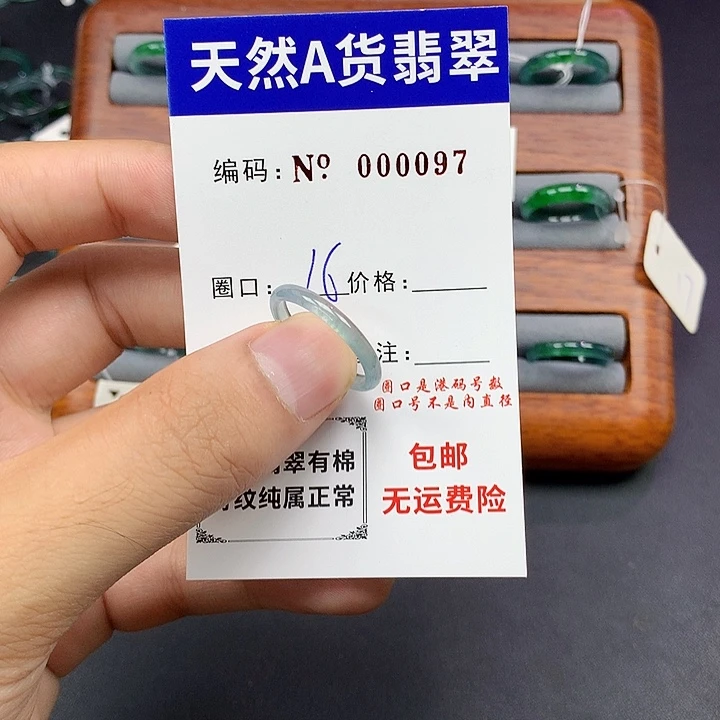 天然A货翡翠
编码：Nº 000097
圈口：16 价格：
注：
圈口是港码号数
圈口号不是内直径
翠有棉
纹纯属正常
包邮
无运费险